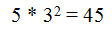 5 * 3² = 45